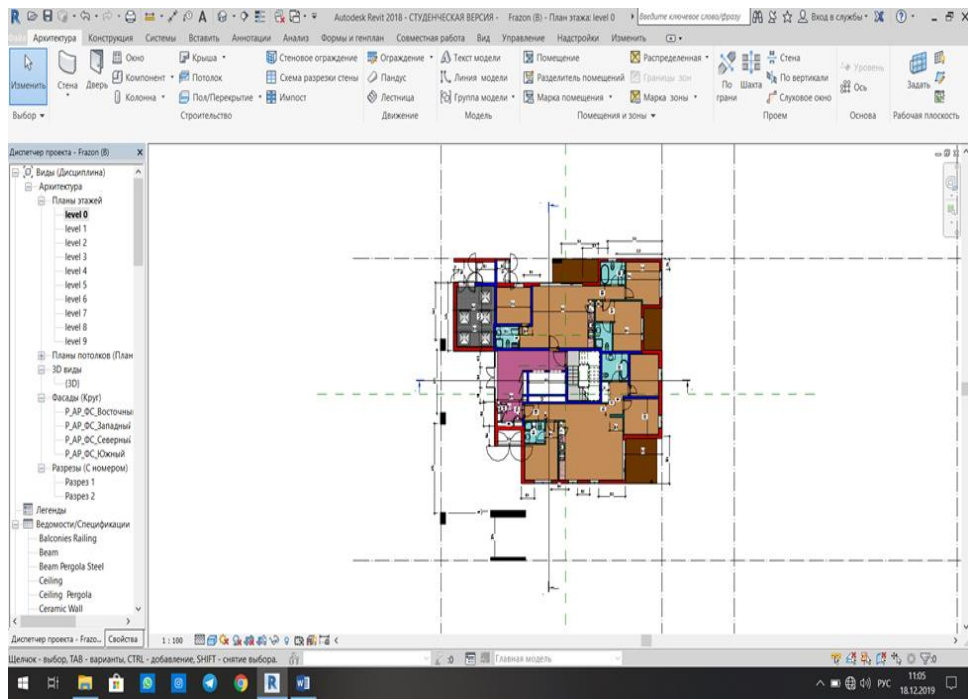 Autodesk Revit 2018 - СТУДЕНЧЕСКАЯ ВЕРСИЯ - Frazon (B) - План этажа: level 0
Введите ключевое слово/фразу
Вход в службы
Архитектура Конструкция Системы Вставить Аннотации Анализ Формы и генплан Совместная работа Вид Управление Надстройки Изменить
Изменить
Стена
Дверь
Окно
Компонент
Колонна
Крыша
Потолок
Пол/Перекрытие
Стеновое ограждение
Схема разрезки стены
Импост
Ограждение
Пандус
Лестница
Текст модели
Линия модели
Группа модели
Помещение
Разделитель помещений
Марка помещения
Распределенная
Границы зон
Марка зоны
По грани
Шахта
Стена
По вертикали
Слуховое окно
Уровень
Ось
Задать
Выбор Строительство Движение Модель Помещения и зоны Проем Основа Рабочая плоскость
Диспетчер проекта - Frazon (B)
Виды (Дисциплина)
Архитектура
Планы этажей
level 0
level 1
level 2
level 3
level 4
level 5
level 6
level 7
level 8
level 9
Планы потолков (План
3D виды
{3D}
Фасады (Круг)
Р_АР_ФС_Восточны
Р_АР_ФС_Западный
Р_АР_ФС_Северный
Р_АР_ФС_Южный
Разрезы (С номером)
Разрез 1
Разрез 2
Легенды
Ведомости/Спецификации
Balconies Railing
Beam
Beam Pergola Steel
Ceiling
Ceiling Pergola
Ceramic Wall
Диспетчер проекта - Frazo... Свойства
1 : 100
Щелчок - выбор, TAB - варианты, CTRL - добавление, SHIFT - снятие выбора.
:0
Главная модель
:0
РУС
11:05
18.12.2019